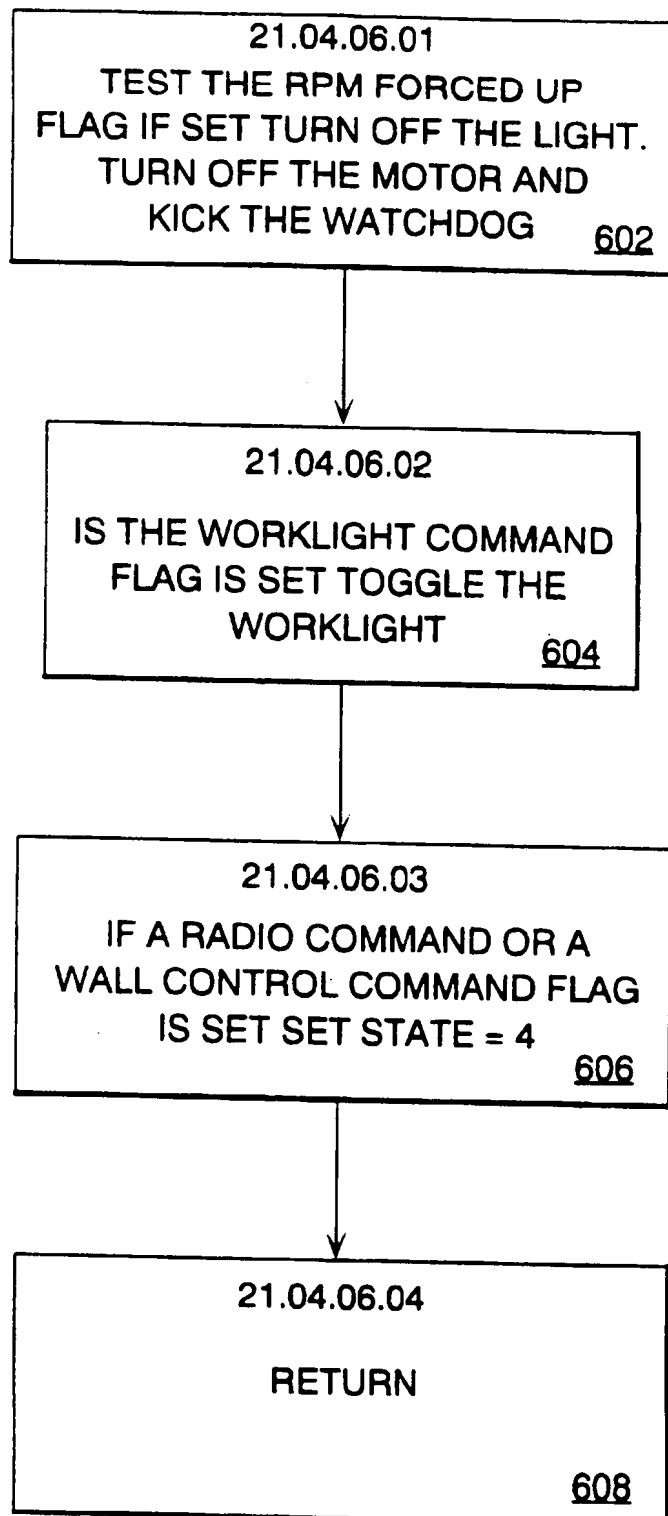 21.04.06.01
TEST THE RPM FORCED UP
FLAG IF SET TURN OFF THE LIGHT.
TURN OFF THE MOTOR AND
KICK THE WATCHDOG
602
21.04.06.02
IS THE WORKLIGHT COMMAND
FLAG IS SET TOGGLE THE
WORKLIGHT
604
21.04.06.03
IF A RADIO COMMAND OR A
WALL CONTROL COMMAND FLAG
IS SET SET STATE = 4
606
21.04.06.04
RETURN
608